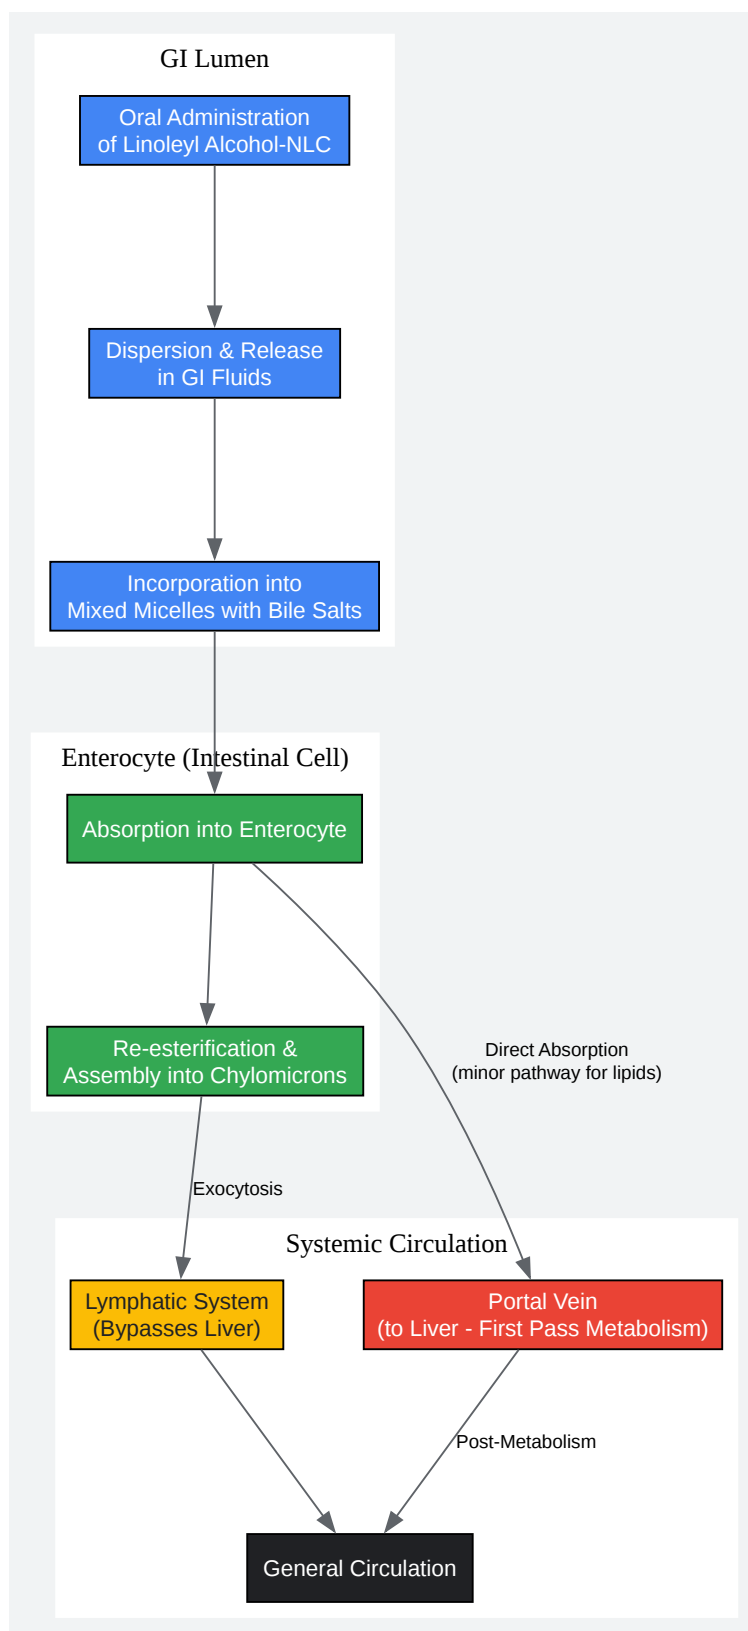 GI Lumen
Oral Administration
of Linoleyl Alcohol-NLC
Dispersion & Release
in GI Fluids
Incorporation into
Mixed Micelles with Bile Salts
Enterocyte (Intestinal Cell)
Absorption into Enterocyte
Re-esterification &
Assembly into Chylomicrons
Direct Absorption
(minor pathway for lipids)
Exocytosis
Systemic Circulation
Lymphatic System
(Bypasses Liver)
Portal Vein
(to Liver - First Pass Metabolism)
Post-Metabolism
General Circulation